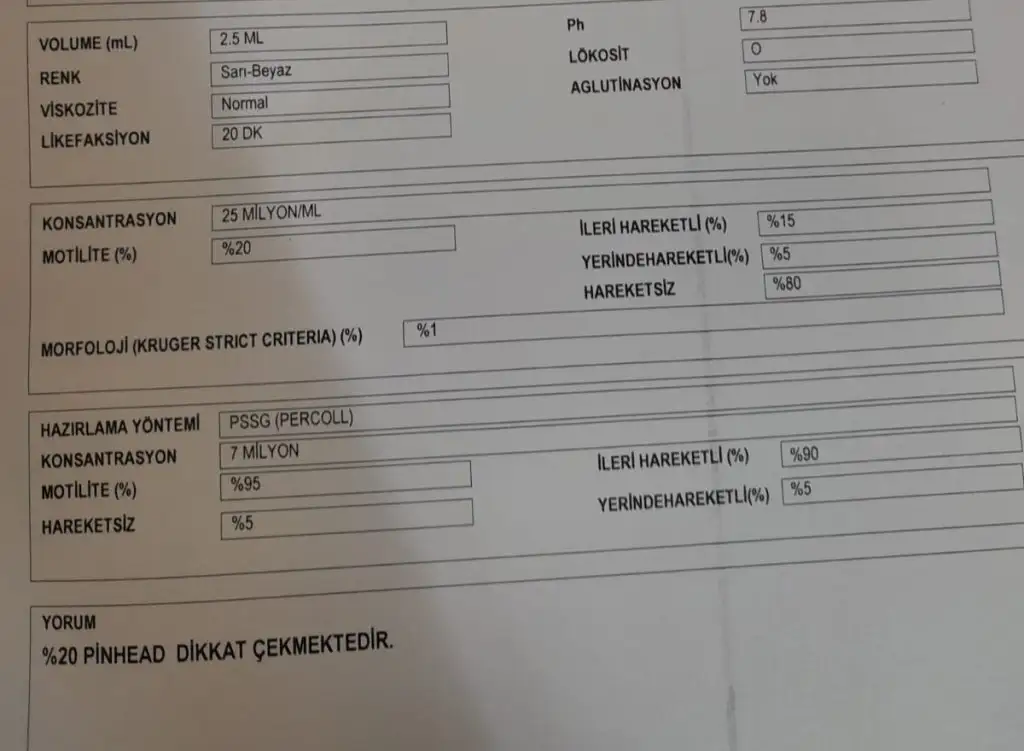 VOLUME (mL) 2.5 ML Ph 7.8
RENK Sarı-Beyaz LÖKOSİT O
VİSKOZİTE Normal AGLUTİNASYON Yok
LİKEFAKSİYON 20 DK
KONSANTRASYON 25 MİLYON/ML
MOTİLİTE (%) %20 İLERİ HAREKETLİ (%) %15
YERİNDEHAREKETLİ(%) %5
HAREKETSİZ %80
MORFOLOJİ (KRUGER STRICT CRITERIA) (%) %1
HAZIRLAMA YÖNTEMİ PSSG (PERCOLL)
KONSANTRASYON 7 MİLYON
MOTİLİTE (%) %95 İLERİ HAREKETLİ (%) %90
HAREKETSİZ %5 YERİNDEHAREKETLİ(%) %5
YORUM
%20 PİNHEAD DİKKAT ÇEKMEKTEDİR.